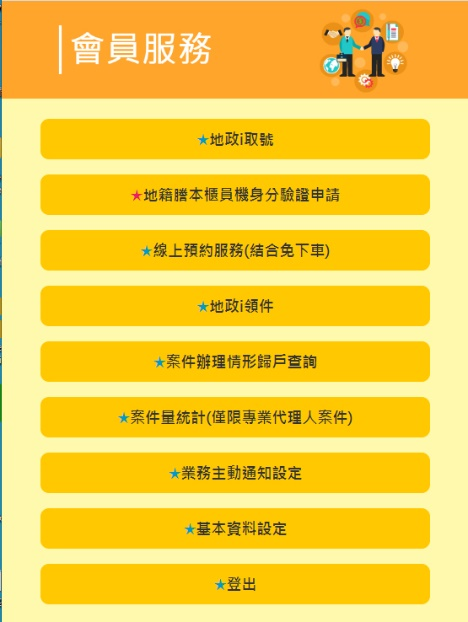 會員服務
★地政i取號
★地籍謄本櫃員機身分驗證申請
★線上預約服務(結合免下車)
★地政i領件
★案件辦理情形歸戶查詢
★案件量統計(僅限專業代理人案件)
★業務主動通知設定
★基本資料設定
★登出